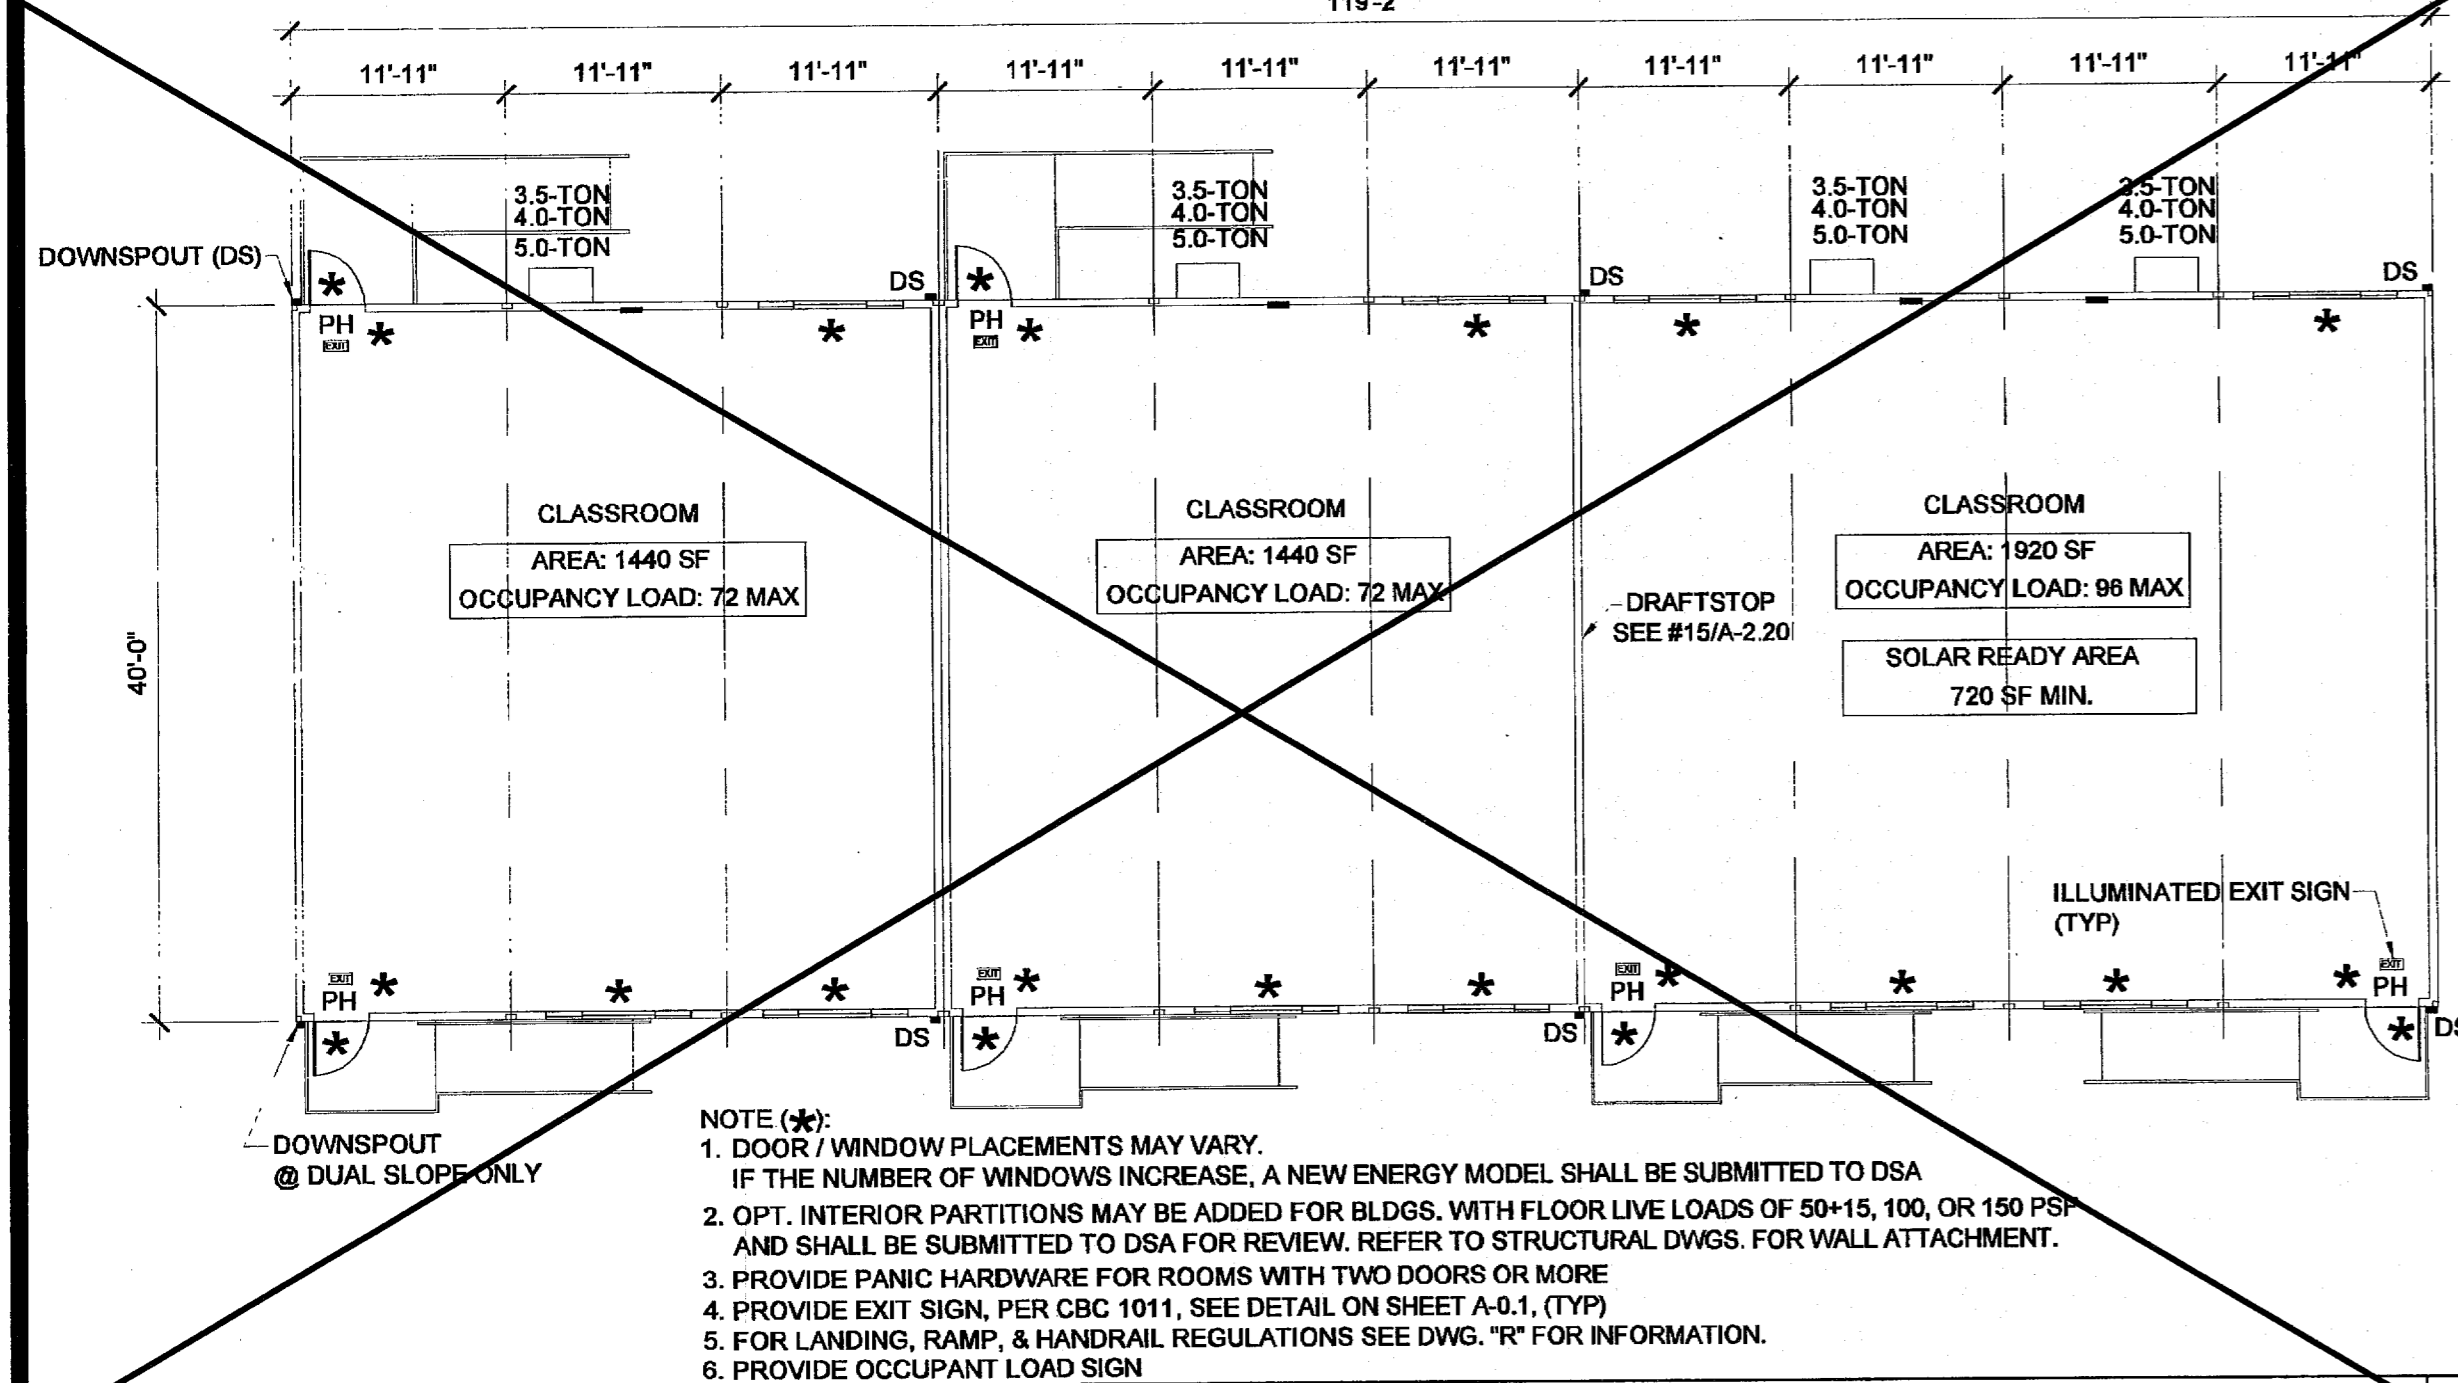 119'-2"
11'-11" 11'-11" 11'-11" 11'-11" 11'-11" 11'-11" 11'-11" 11'-11" 11'-11" 11'-11"
3.5-TON
4.0-TON
5.0-TON
3.5-TON
4.0-TON
5.0-TON
3.5-TON
4.0-TON
5.0-TON
3.5-TON
4.0-TON
5.0-TON
DOWNSPOUT (DS)
DS
DS
DS
*
*
PH *
EXIT
*
PH *
EXIT
*
*
*
CLASSROOM
AREA: 1440 SF
OCCUPANCY LOAD: 72 MAX
CLASSROOM
AREA: 1440 SF
OCCUPANCY LOAD: 72 MAX
CLASSROOM
AREA: 1920 SF
OCCUPANCY LOAD: 96 MAX
DRAFTSTOP
SEE #15/A-2.20
SOLAR READY AREA
720 SF MIN.
40'-0"
ILLUMINATED EXIT SIGN
(TYP)
EXIT *
PH
*
*
EXIT *
PH
*
*
EXIT *
PH
*
*
* EXIT
PH
*
DS
*
DS
*
*
DS
DOWNSPOUT
@ DUAL SLOPE ONLY
NOTE (*):
1. DOOR / WINDOW PLACEMENTS MAY VARY.
IF THE NUMBER OF WINDOWS INCREASE, A NEW ENERGY MODEL SHALL BE SUBMITTED TO DSA
2. OPT. INTERIOR PARTITIONS MAY BE ADDED FOR BLDGS. WITH FLOOR LIVE LOADS OF 50+15, 100, OR 150 PSF
AND SHALL BE SUBMITTED TO DSA FOR REVIEW. REFER TO STRUCTURAL DWGS. FOR WALL ATTACHMENT.
3. PROVIDE PANIC HARDWARE FOR ROOMS WITH TWO DOORS OR MORE
4. PROVIDE EXIT SIGN, PER CBC 1011, SEE DETAIL ON SHEET A-0.1, (TYP)
5. FOR LANDING, RAMP, & HANDRAIL REGULATIONS SEE DWG. "R" FOR INFORMATION.
6. PROVIDE OCCUPANT LOAD SIGN